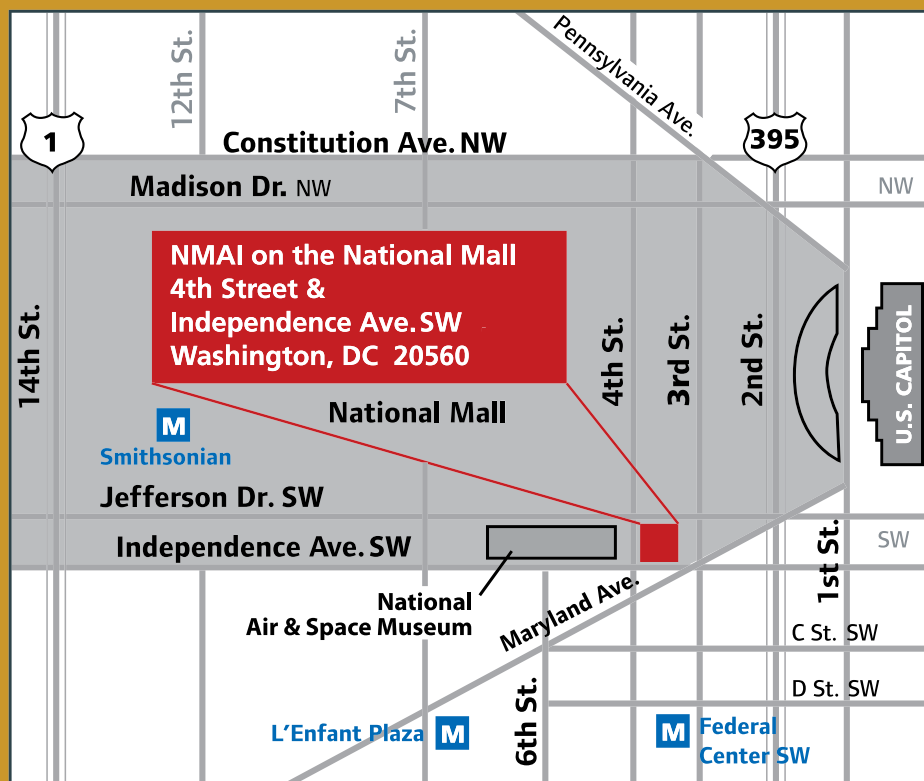 12th St.
7th St.
Pennsylvania Ave.
1
395
Constitution Ave. NW
Madison Dr. NW
NW
NMAI on the National Mall
4th Street &
Independence Ave. SW
Washington, DC 20560
14th St.
4th St.
3rd St.
2nd St.
U.S. CAPITOL
National Mall
M
Smithsonian
Jefferson Dr. SW
Independence Ave. SW
SW
1st St.
National
Air & Space Museum
Maryland Ave.
C St. SW
D St. SW
6th St.
L’Enfant Plaza M
M Federal
Center SW